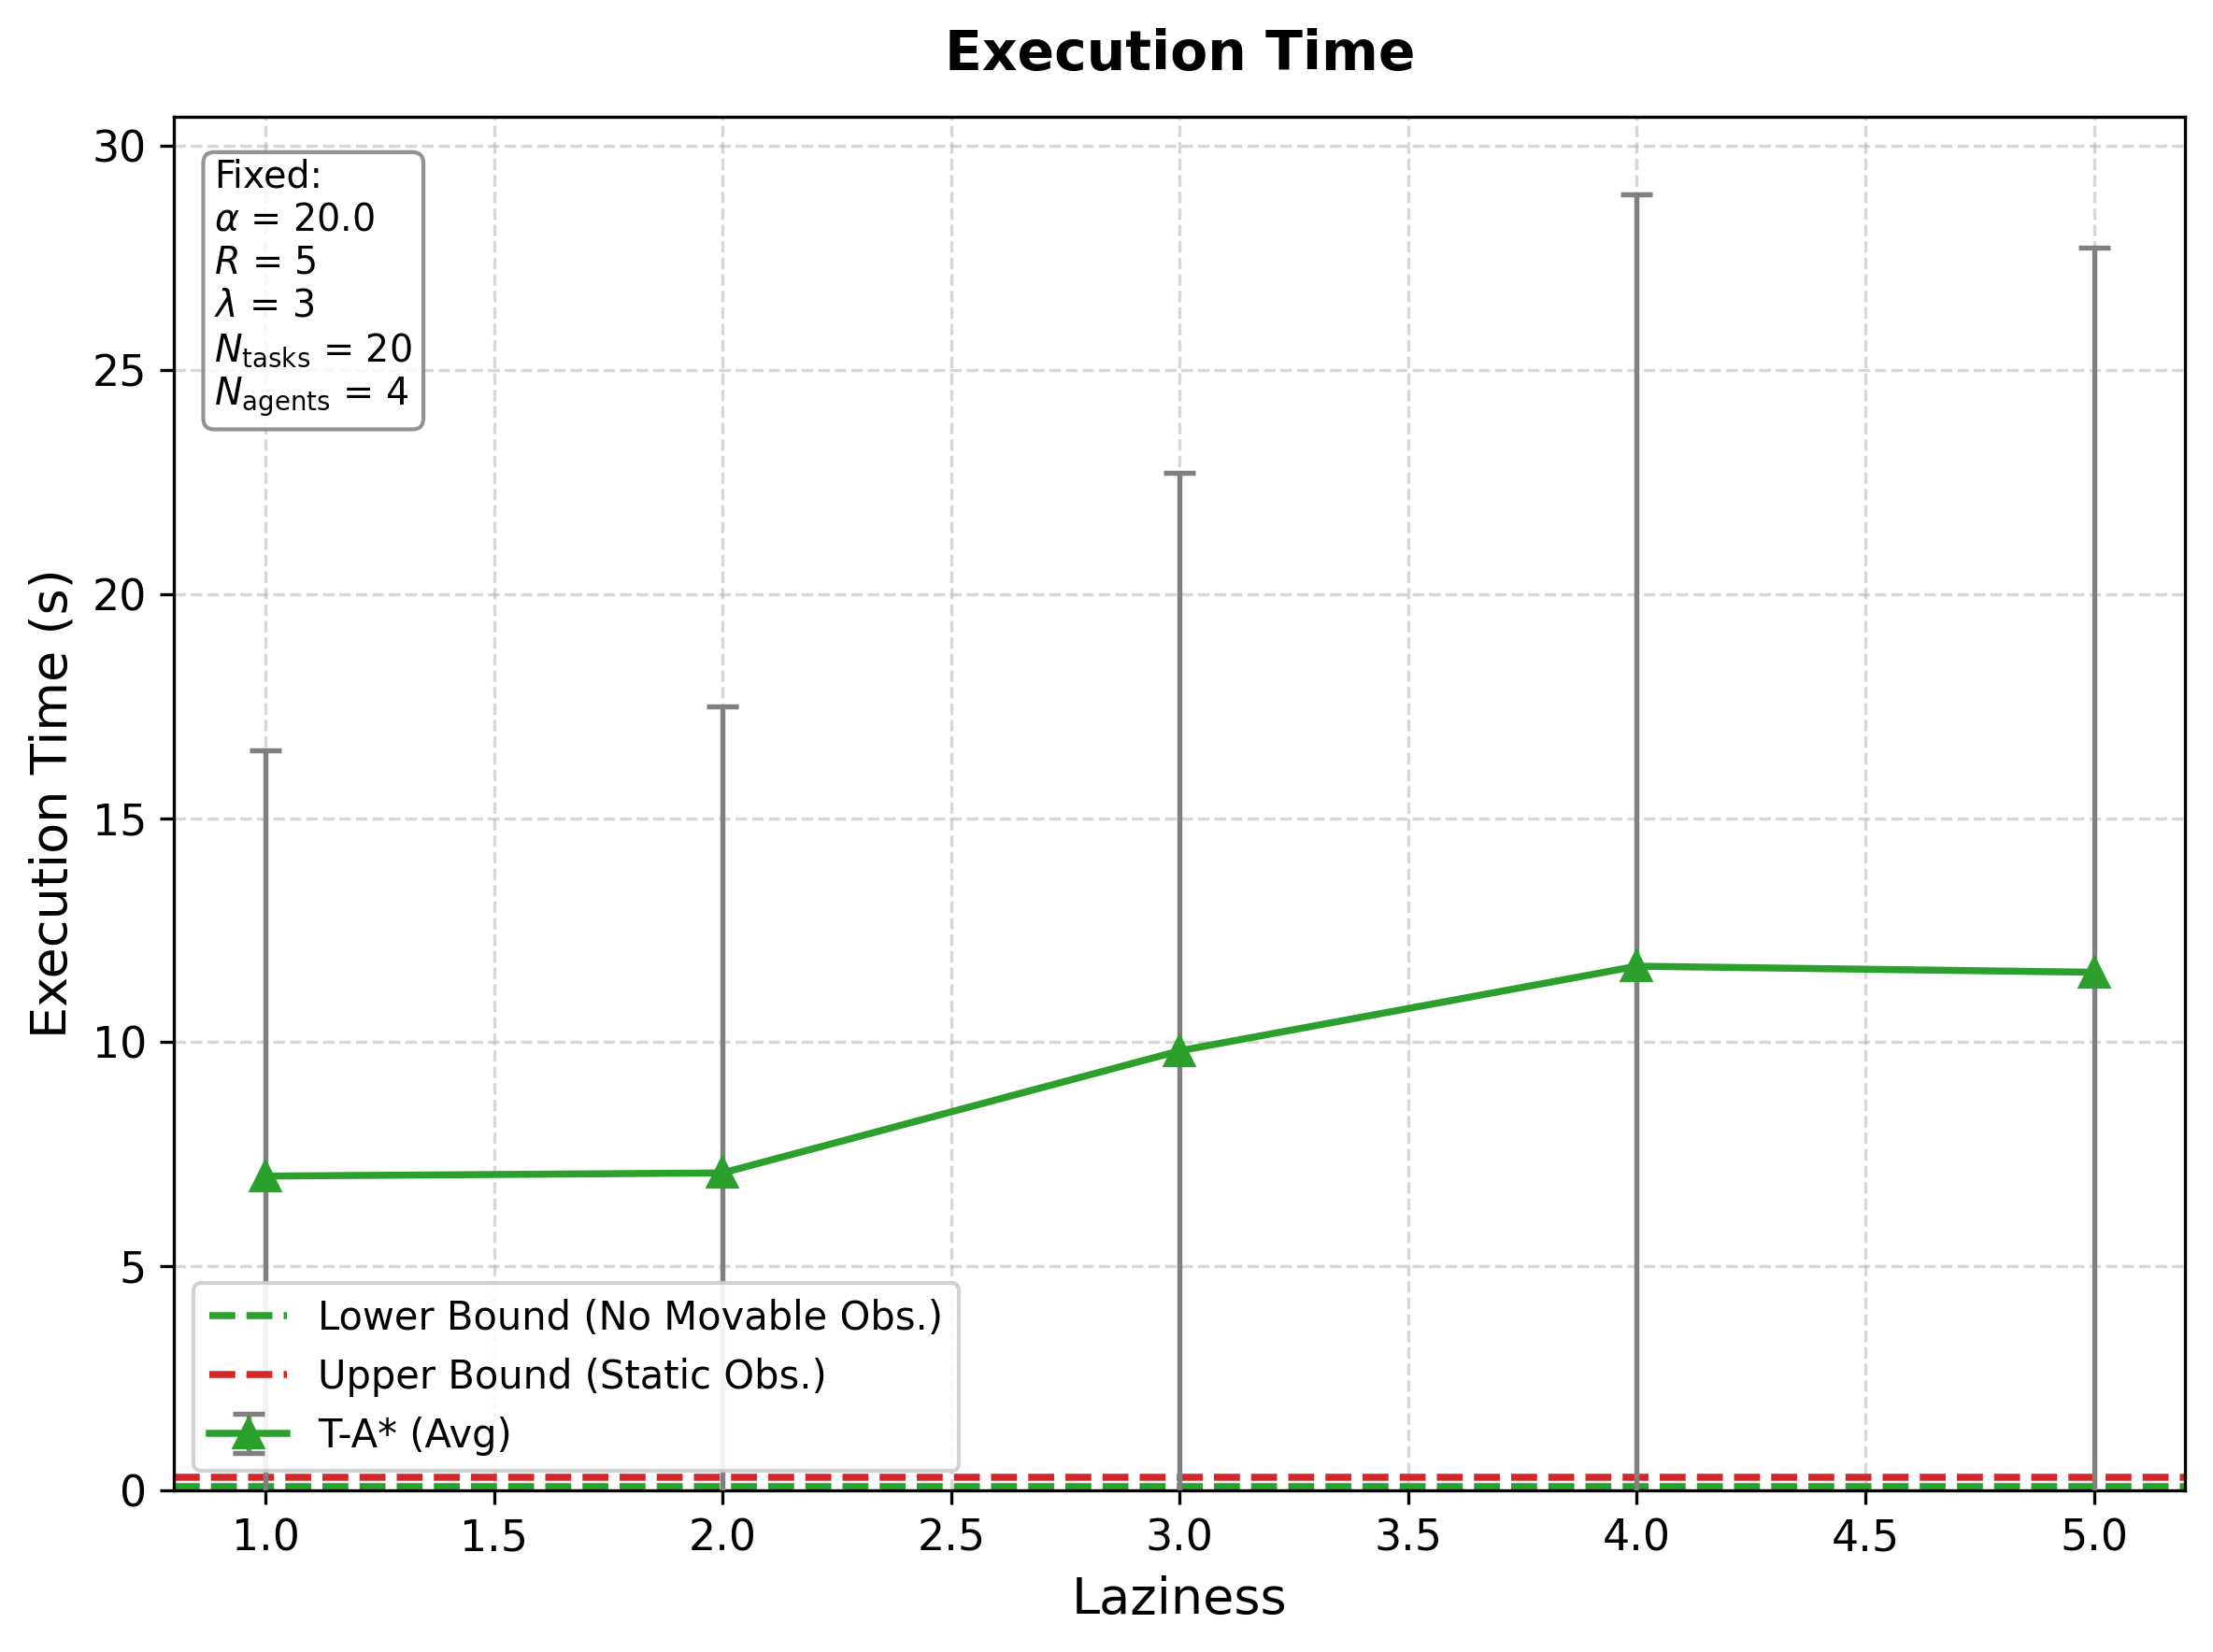 Execution Time
Execution Time (s)
30
25
20
15
10
5
0
Fixed:
α = 20.0
R = 5
λ = 3
N_tasks = 20
N_agents = 4
Lower Bound (No Movable Obs.)
Upper Bound (Static Obs.)
T-A* (Avg)
1.0 1.5 2.0 2.5 3.0 3.5 4.0 4.5 5.0
Laziness